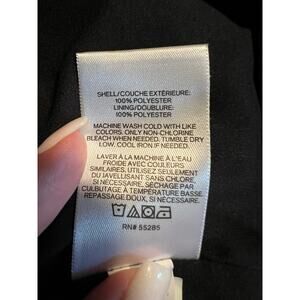 SHELL/COUCHE EXTÉRIEURE:
100% POLYESTER
LINING/DOUBLURE:
100% POLYESTER
MACHINE WASH COLD WITH LIKE
COLORS. ONLY NON-CHLORINE
BLEACH WHEN NEEDED. TUMBLE DRY
LOW. COOL IRON IF NEEDED.
LAVER À LA MACHINE À L'EAU
FROIDE AVEC COULEURS
SIMILAIRES, UTILISEZ SEULEMENT
DU JAVELLISANT SANS CHLORE
SI NÉCESSAIRE. SÉCHAGE PAR
CULBUTAGE À TEMPÉRATURE BASSE.
REPASSAGE DOUX, SI NÉCESSAIRE.
RN# 55285